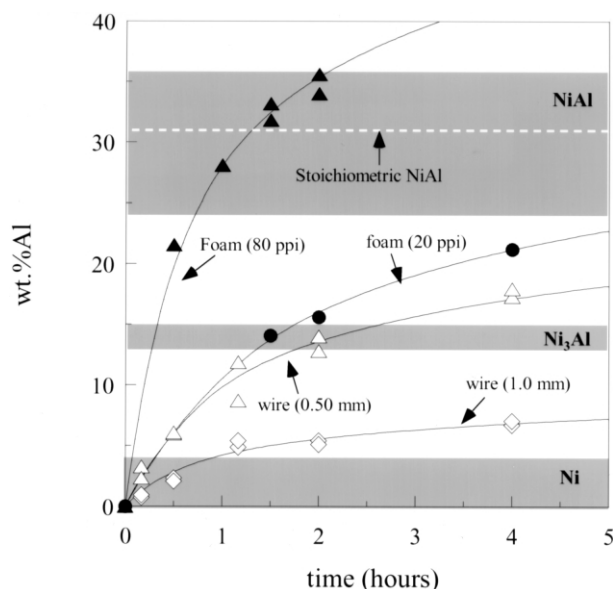 40
NiAl
30
Stoichiometric NiAl
wt.%Al
Foam (80 ppi)
foam (20 ppi)
20
Ni₃Al
10
wire (0.50 mm)
wire (1.0 mm)
Ni
0
0 1 2 3 4 5
time (hours)